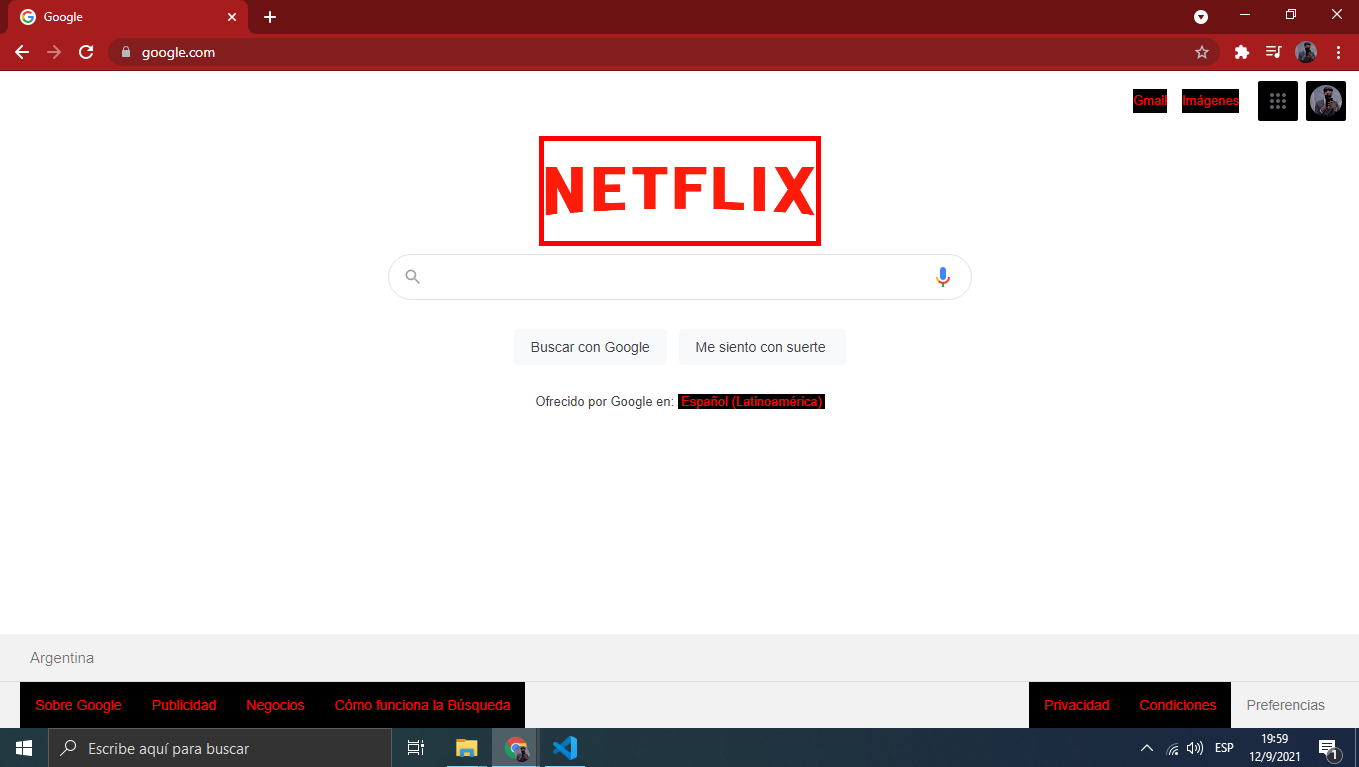 Google
google.com
Gmail Imágenes
NETFLIX
Buscar con Google Me siento con suerte
Ofrecido por Google en: Español (Latinoamérica)
Argentina
Sobre Google Publicidad Negocios Cómo funciona la Búsqueda Privacidad Condiciones Preferencias
Escribe aquí para buscar
ESP
19:59
12/9/2021
1